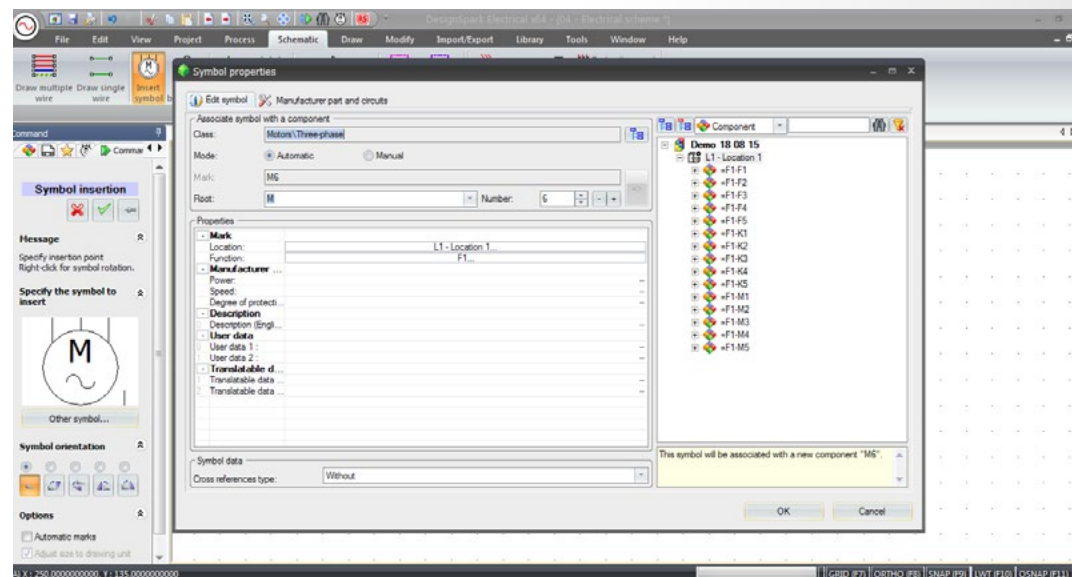 DesignSpark Electrical x64 - [04 - Electrical scheme *]
File Edit View Project Process Schematic Draw Modify Import/Export Library Tools Window Help
Draw multiple wire
Draw single wire
Insert symbol
Command
Comma
Symbol insertion
Message
Specify insertion point
Right-click for symbol rotation.
Specify the symbol to insert
M
Other symbol...
Symbol orientation
Options
Automatic marks
Adjust size to drawing unit
Symbol properties
Edit symbol
Manufacturer part and circuits
Associate symbol with a component
Class: Motors\Three-phase
Mode: Automatic Manual
Mark: M6
Root: M Number: 6
Properties
Mark
Location: L1 - Location 1...
Function: F1...
Manufacturer ...
Power:
Speed:
Degree of protecti...
Description
Description (Engl...
User data
User data 1 :
User data 2 :
Translatable d...
Translatable data ...
Translatable data ...
Symbol data
Cross references type: Without
Component
Demo 18 08 15
L1 - Location 1
=F1-F1
=F1-F2
=F1-F3
=F1-F4
=F1-F5
=F1-K1
=F1-K2
=F1-K3
=F1-K4
=F1-K5
=F1-M1
=F1-M2
=F1-M3
=F1-M4
=F1-M5
This symbol will be associated with a new component "M6".
OK Cancel
X : 250.0000000000, Y : 135.0000000000
GRID (F7) ORTHO (F8) SNAP (F9) LWT (F10) OSNAP (F11)